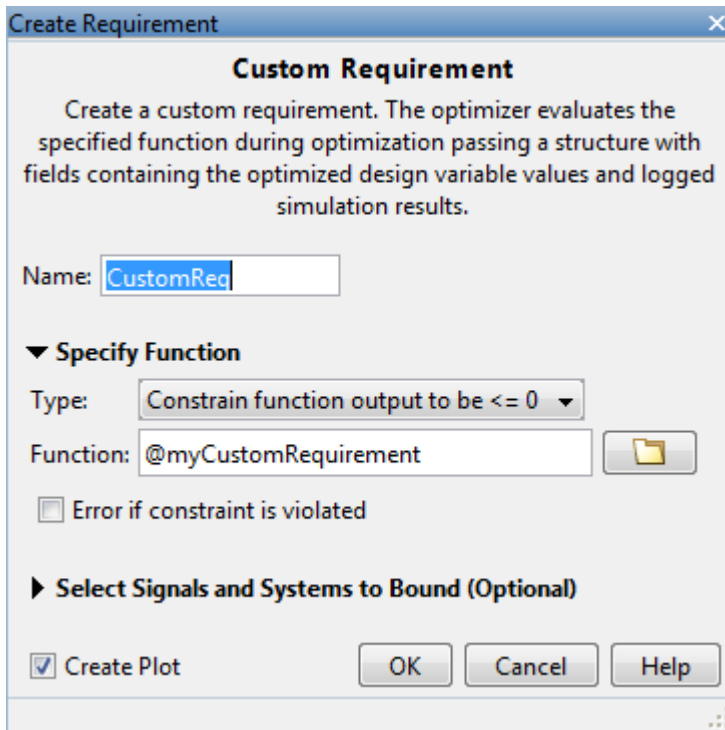 Create Requirement
Custom Requirement
Create a custom requirement. The optimizer evaluates the
specified function during optimization passing a structure with
fields containing the optimized design variable values and logged
simulation results.
Name: CustomReq
Specify Function
Type: Constrain function output to be <= 0
Function: @myCustomRequirement
Error if constraint is violated
Select Signals and Systems to Bound (Optional)
Create Plot OK Cancel Help